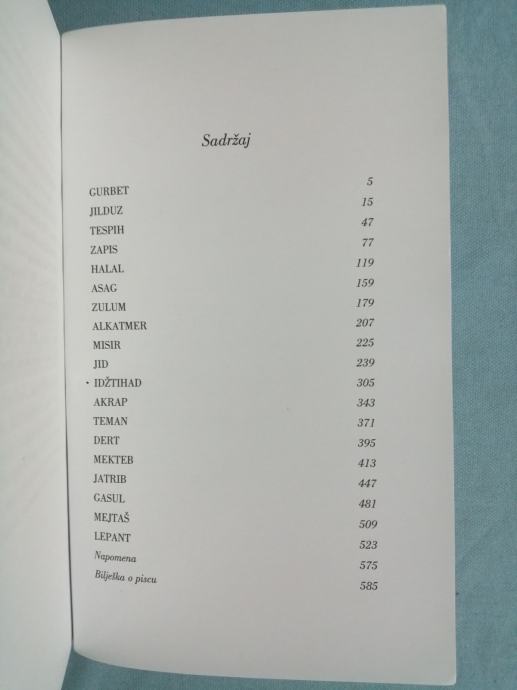 Sadržaj
GURBET 5
JILDUZ 15
TESPIH 47
ZAPIS 77
HALAL 119
ASAG 159
ZULUM 179
ALKATMER 207
MISIR 225
JID 239
• IDŽTIHAD 305
AKRAP 343
TEMAN 371
DERT 395
MEKTEB 413
JATRIB 447
GASUL 481
MEJTAŠ 509
LEPANT 523
Napomena 575
Bilješka o piscu 585